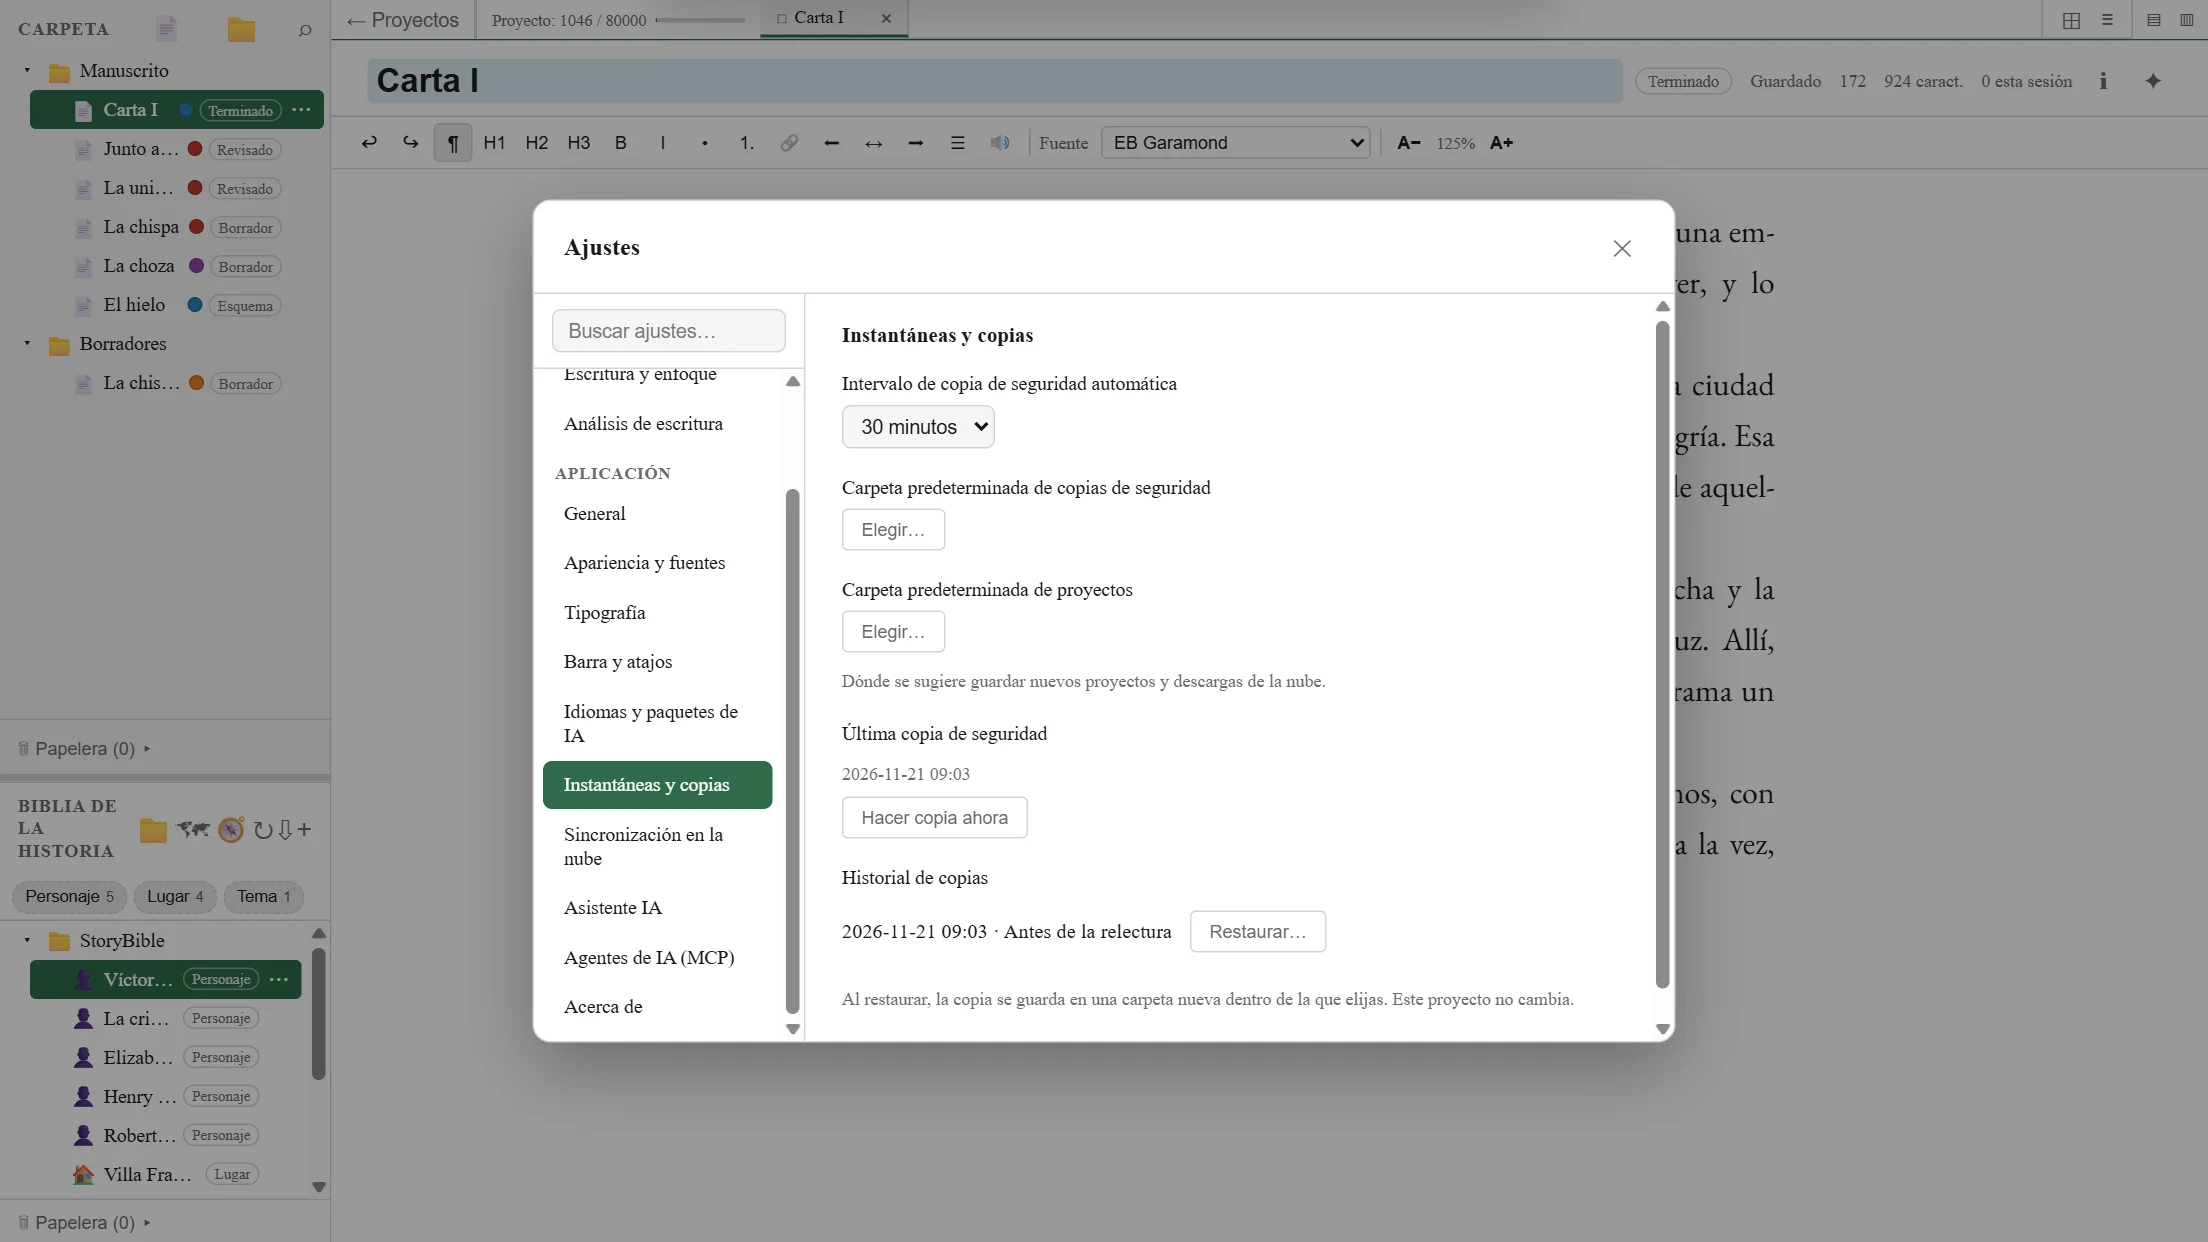 CARPETA
Manuscrito
Carta I Terminado ···
Junto a… Revisado
La uni… Revisado
La chispa Borrador
La choza Borrador
El hielo Esquema
Borradores
La chis… Borrador
Papelera (0)
BIBLIA DE
LA
HISTORIA
Personaje 5 Lugar 4 Tema 1
StoryBible
Víctor… Personaje ···
La cri… Personaje
Elizab… Personaje
Henry … Personaje
Robert… Personaje
Villa Fra… Lugar
Papelera (0)
← Proyectos Proyecto: 1046 / 80000 Carta I ×
Carta I Terminado Guardado 172 924 caract. 0 esta sesión
¶ H1 H2 H3 B I • 1. Fuente EB Garamond A− 125% A+
una em-
er, y lo
a ciudad
gría. Esa
le aquel-
cha y la
uz. Allí,
rama un
nos, con
a la vez,
Ajustes
Buscar ajustes…
Escritura y enfoque
Análisis de escritura
APLICACIÓN
General
Apariencia y fuentes
Tipografía
Barra y atajos
Idiomas y paquetes de
IA
Instantáneas y copias
Sincronización en la
nube
Asistente IA
Agentes de IA (MCP)
Acerca de
Instantáneas y copias
Intervalo de copia de seguridad automática
30 minutos
Carpeta predeterminada de copias de seguridad
Elegir…
Carpeta predeterminada de proyectos
Elegir…
Dónde se sugiere guardar nuevos proyectos y descargas de la nube.
Última copia de seguridad
2026-11-21 09:03
Hacer copia ahora
Historial de copias
2026-11-21 09:03 · Antes de la relectura Restaurar…
Al restaurar, la copia se guarda en una carpeta nueva dentro de la que elijas. Este proyecto no cambia.